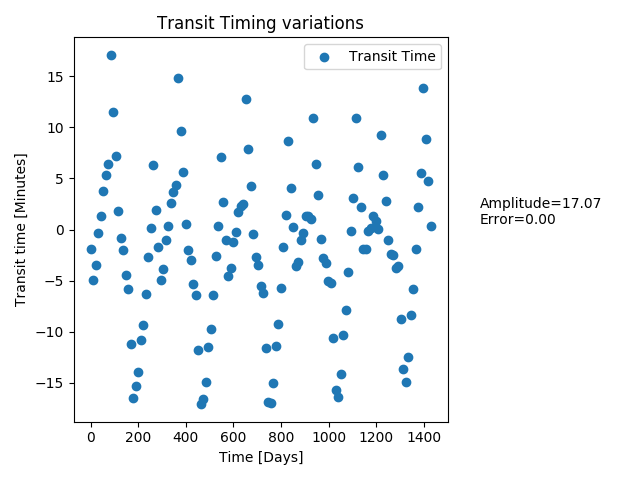 Transit Timing variations
Transit Time
Transit time [Minutes]
15
10
5
0
−5
−10
−15
0 200 400 600 800 1000 1200 1400
Time [Days]
Amplitude=17.07
Error=0.00